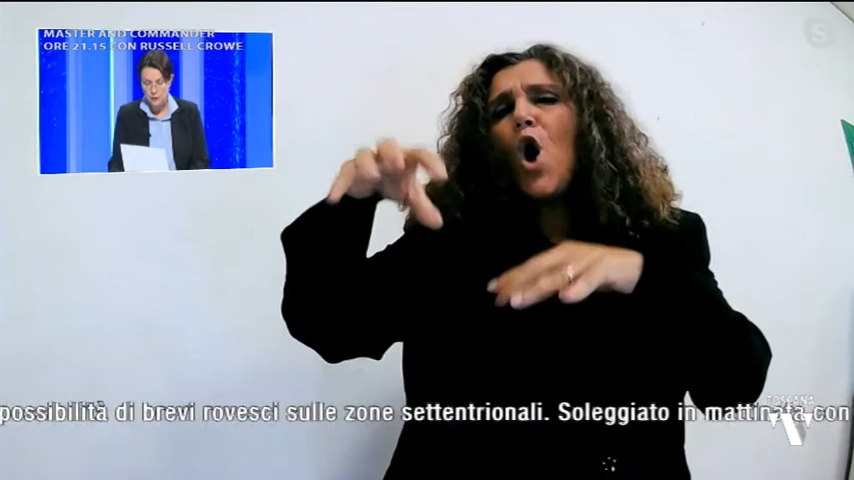 MASTER AND COMMANDER
ORE 21.15 CON RUSSELL CROWE
possibilità di brevi rovesci sulle zone settentrionali. Soleggiato in mattinata con
TOSCANA